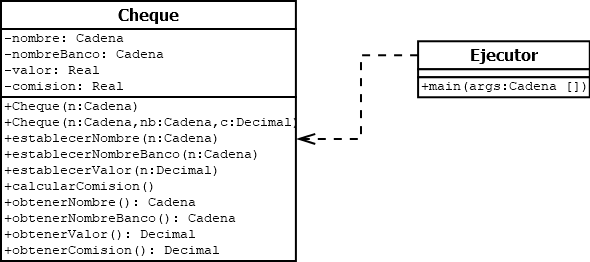 Cheque
-nombre: Cadena
-nombreBanco: Cadena
-valor: Real
-comision: Real
+Cheque(n:Cadena)
+Cheque(n:Cadena,nb:Cadena,c:Decimal)
+establecerNombre(n:Cadena)
+establecerNombreBanco(n:Cadena)
+establecerValor(n:Decimal)
+calcularComision()
+obtenerNombre(): Cadena
+obtenerNombreBanco(): Cadena
+obtenerValor(): Decimal
+obtenerComision(): Decimal
Ejecutor
+main(args:Cadena [])